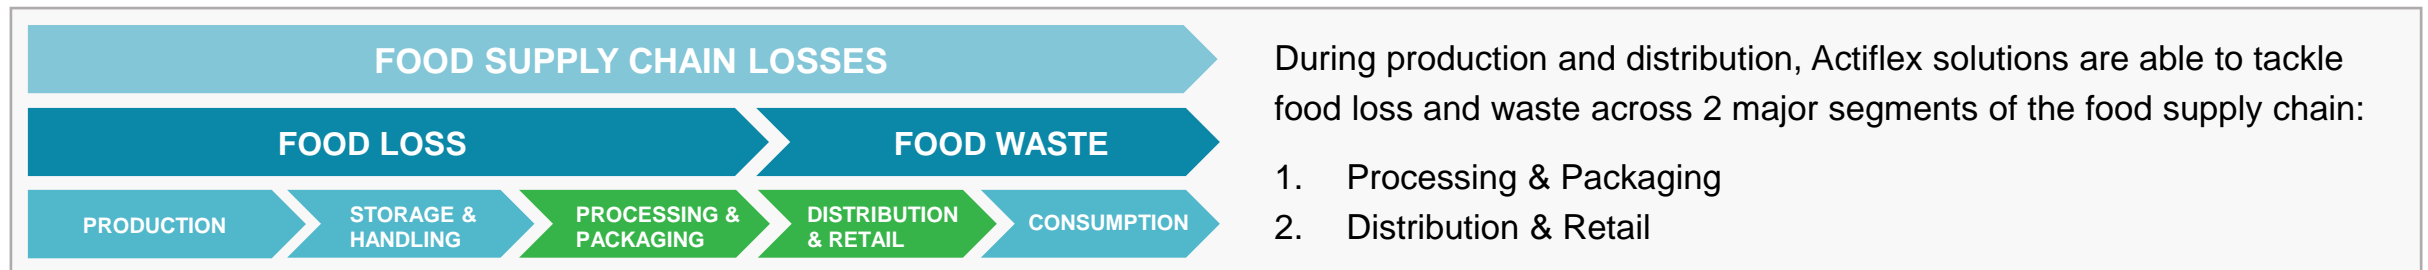 FOOD SUPPLY CHAIN LOSSES
FOOD LOSS
FOOD WASTE
PRODUCTION
STORAGE &
HANDLING
PROCESSING &
PACKAGING
DISTRIBUTION
& RETAIL
CONSUMPTION
During production and distribution, Actiflex solutions are able to tackle
food loss and waste across 2 major segments of the food supply chain:
1. Processing & Packaging
2. Distribution & Retail